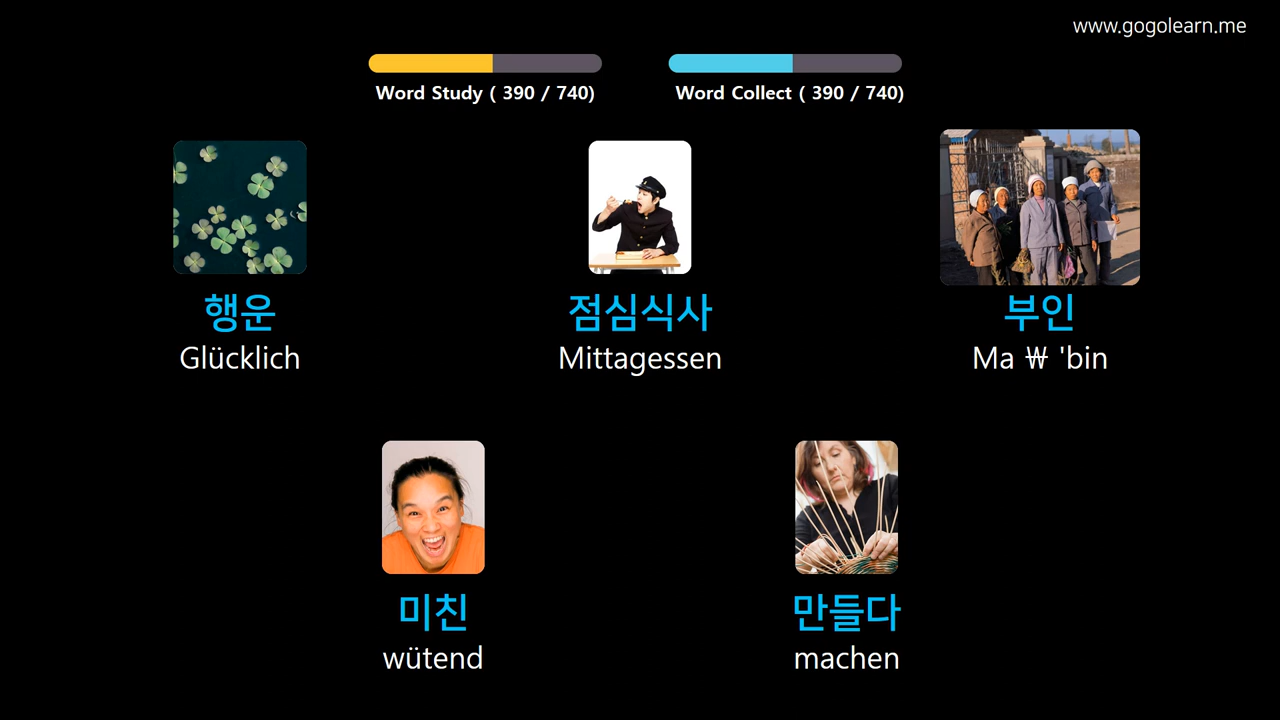 www.gogolearn.me
Word Study ( 390 / 740)
Word Collect ( 390 / 740)
행운
Glücklich
점심식사
Mittagessen
부인
Ma ₩ 'bin
미친
wütend
만들다
machen